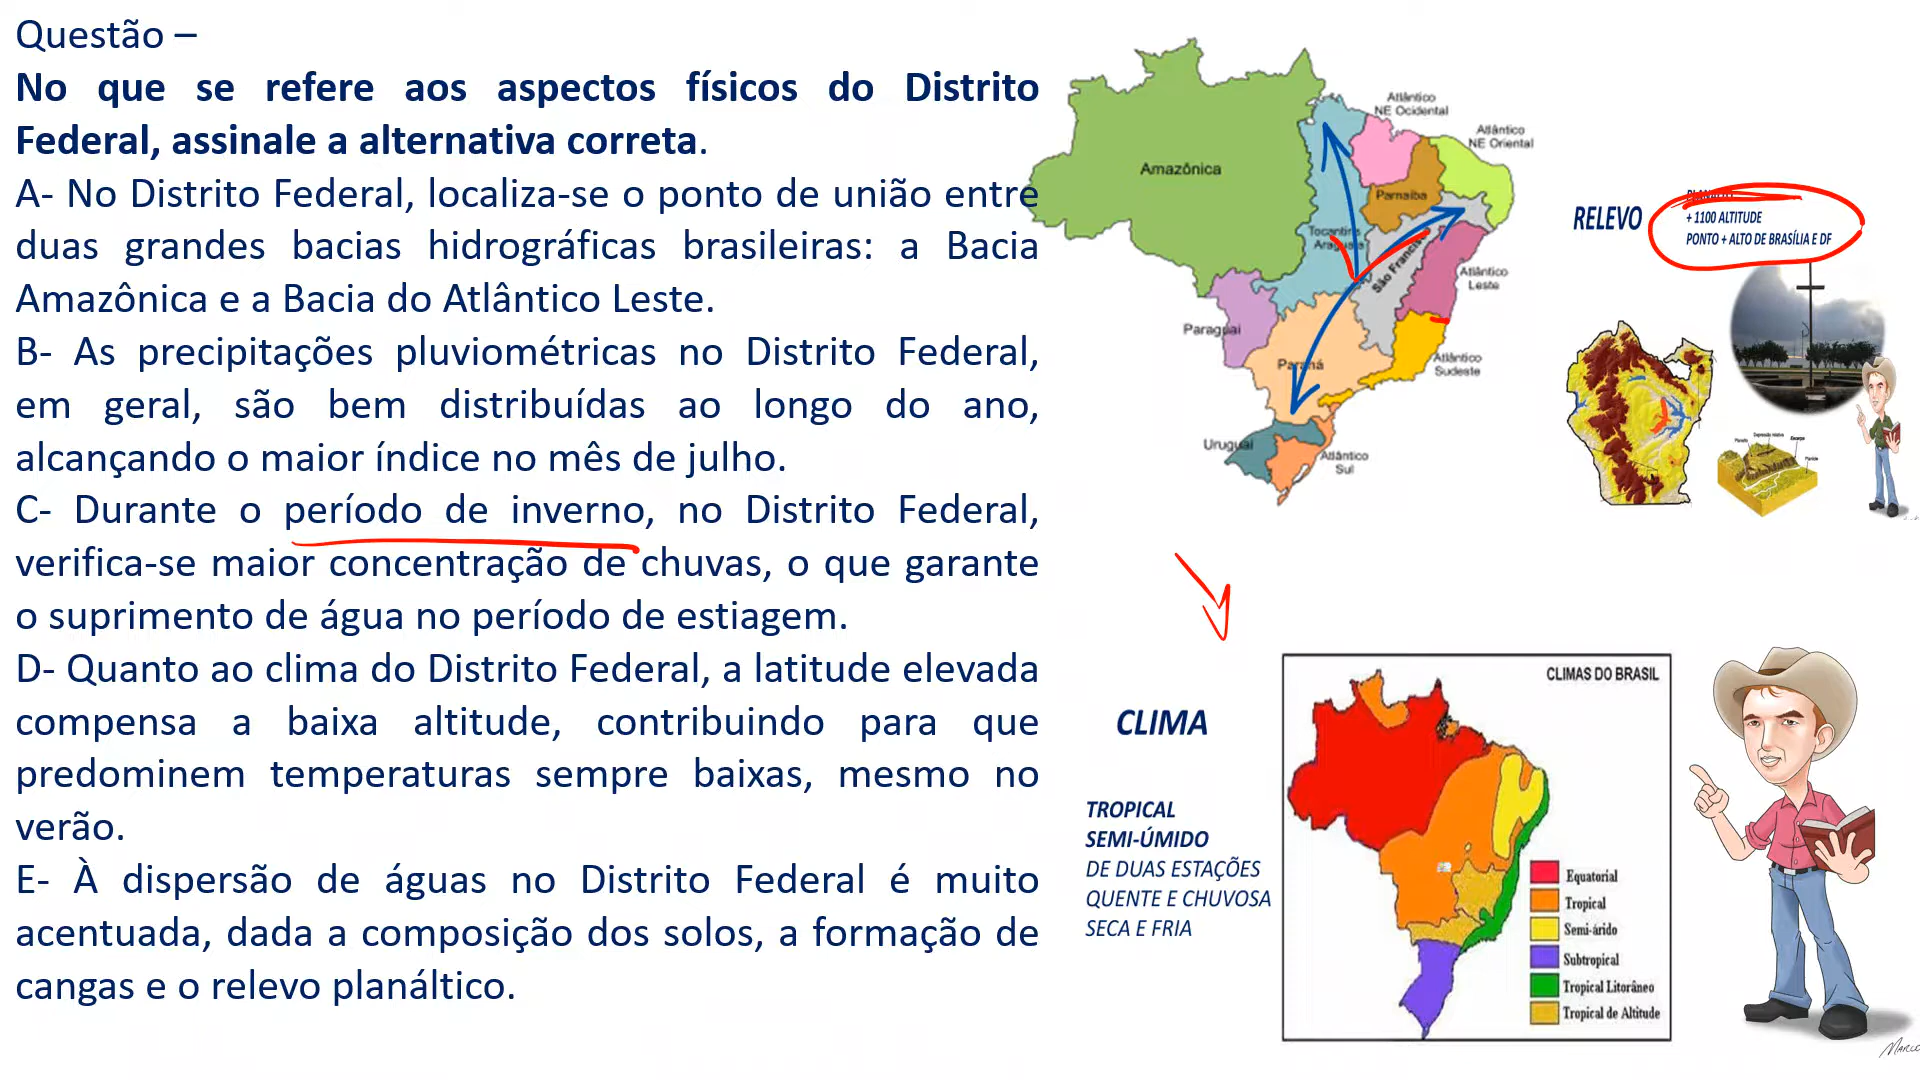 Questão –
No que se refere aos aspectos físicos do Distrito
Federal, assinale a alternativa correta.
A- No Distrito Federal, localiza-se o ponto de união entre
duas grandes bacias hidrográficas brasileiras: a Bacia
Amazônica e a Bacia do Atlântico Leste.
B- As precipitações pluviométricas no Distrito Federal,
em geral, são bem distribuídas ao longo do ano,
alcançando o maior índice no mês de julho.
C- Durante o período de inverno, no Distrito Federal,
verifica-se maior concentração de chuvas, o que garante
o suprimento de água no período de estiagem.
D- Quanto ao clima do Distrito Federal, a latitude elevada
compensa a baixa altitude, contribuindo para que
predominem temperaturas sempre baixas, mesmo no
verão.
E- À dispersão de águas no Distrito Federal é muito
acentuada, dada a composição dos solos, a formação de
cangas e o relevo planáltico.
Atlântico
NE Ocidental
Atlântico
NE Oriental
Amazônica
Parnaíba
Tocantins
Araguaia
São Francisco
Atlântico
Leste
Paraguai
Paraná
Atlântico
Sudeste
Uruguai
Atlântico
Sul
RELEVO
+ 1100 ALTITUDE
PONTO + ALTO DE BRASÍLIA E DF
CLIMA
TROPICAL
SEMI-ÚMIDO
DE DUAS ESTAÇÕES
QUENTE E CHUVOSA
SECA E FRIA
CLIMAS DO BRASIL
Equatorial
Tropical
Semi-árido
Subtropical
Tropical Litorâneo
Tropical de Altitude